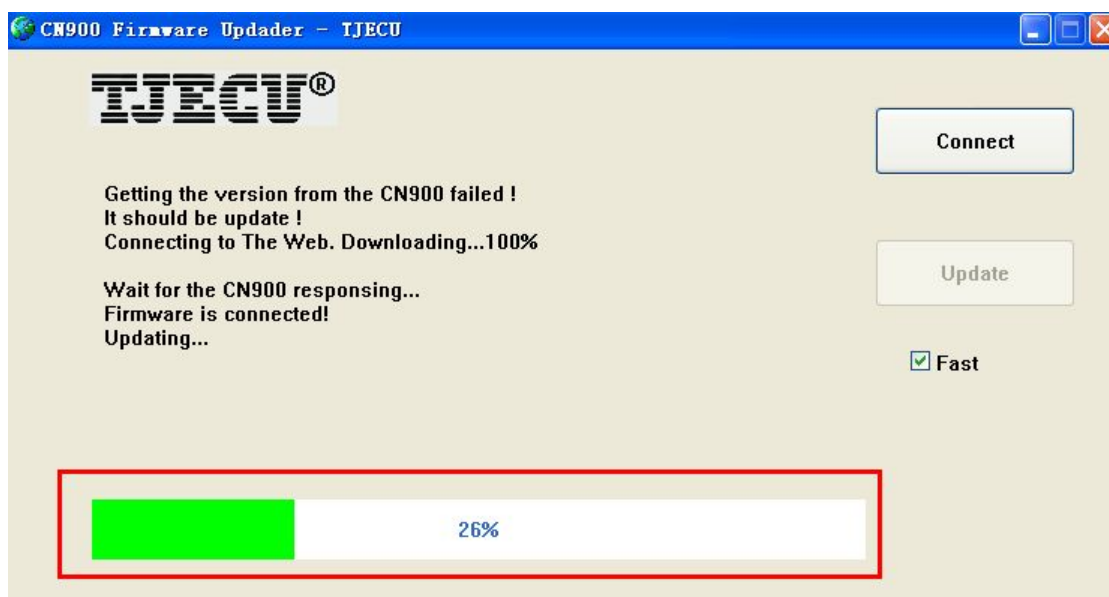 CN900 Firmware Updader - TJECU
TJECU®
Connect
Getting the version from the CN900 failed !
It should be update !
Connecting to The Web. Downloading...100%
Update
Wait for the CN900 responsing...
Firmware is connected!
Updating...
Fast
26%